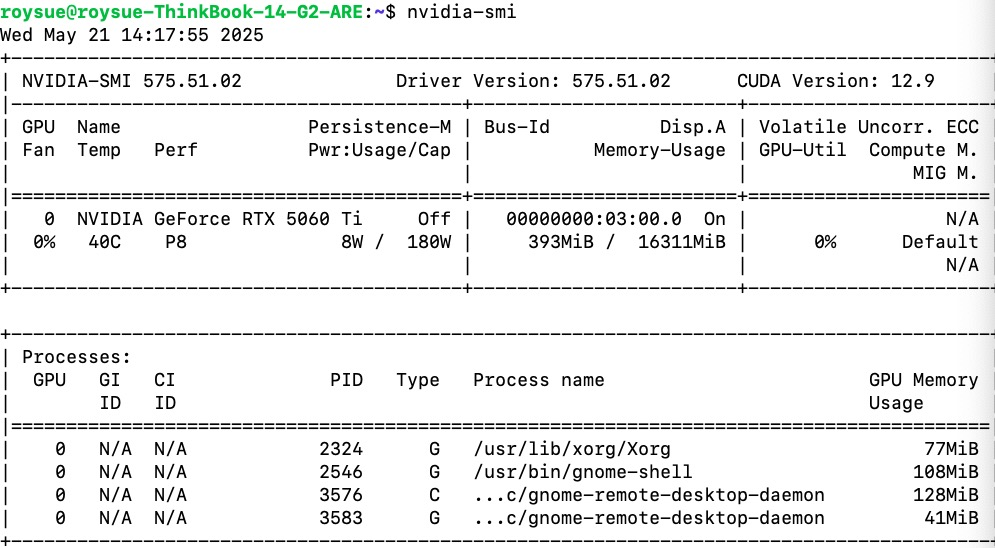 roysue@roysue-ThinkBook-14-G2-ARE:~$ nvidia-smi
Wed May 21 14:17:55 2025
+-----------------------------------------------------------------------------------------
| NVIDIA-SMI 575.51.02              Driver Version: 575.51.02      CUDA Version: 12.9
|-----------------------------------------+------------------------+----------------------
| GPU  Name                 Persistence-M | Bus-Id          Disp.A | Volatile Uncorr. ECC
| Fan  Temp   Perf          Pwr:Usage/Cap |           Memory-Usage | GPU-Util  Compute M.
|                                         |                        |               MIG M.
|=========================================+========================+======================
|   0  NVIDIA GeForce RTX 5060 Ti     Off |   00000000:03:00.0  On |                  N/A
|  0%   40C    P8              8W /  180W |     393MiB /  16311MiB |      0%      Default
|                                         |                        |                  N/A
+-----------------------------------------+------------------------+----------------------
+-----------------------------------------------------------------------------------------
| Processes:
|  GPU   GI   CI              PID   Type   Process name                        GPU Memory
|        ID   ID                                                               Usage
|=========================================================================================
|    0   N/A  N/A            2324      G   /usr/lib/xorg/Xorg                       77MiB
|    0   N/A  N/A            2546      G   /usr/bin/gnome-shell                    108MiB
|    0   N/A  N/A            3576      C   ...c/gnome-remote-desktop-daemon        128MiB
|    0   N/A  N/A            3583      G   ...c/gnome-remote-desktop-daemon         41MiB
+-----------------------------------------------------------------------------------------